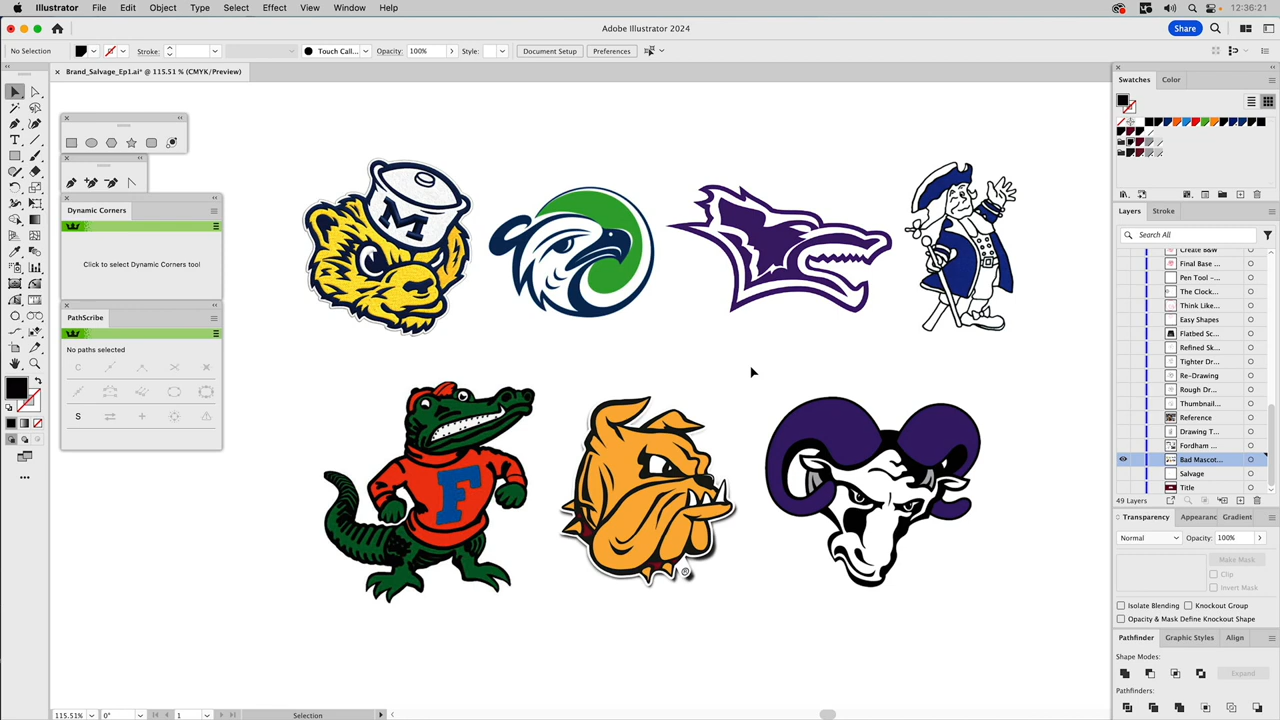 Illustrator File Edit Object Type Select Effect View Window Help 12:36:21
Adobe Illustrator 2024
Share
No Selection Stroke: Touch Call... Opacity: 100% Style: Document Setup Preferences
Brand_Salvage_Ep1.ai* @ 115.51 % (CMYK/Preview)
Swatches Color
Dynamic Corners
Click to select Dynamic Corners tool
PathScribe
No paths selected
C
S
M
F
®
Layers Stroke
Search All
Create B&W
Final Base ...
Pen Tool - ...
The Clock...
Think Like...
Easy Shapes
Flatbed Sc...
Refined Sk...
Tighter Dr...
Re-Drawing
Rough Dr...
Thumbnail...
Reference
Drawing T...
Fordham ...
Bad Mascot...
Salvage
Title
49 Layers
Transparency Appearanc Gradient
Normal Opacity: 100%
Make Mask
Clip
Invert Mask
Isolate Blending Knockout Group
Opacity & Mask Define Knockout Shape
Pathfinder Graphic Styles Align
Shape Modes:
Expand
Pathfinders:
115.51% 0° 1 Selection